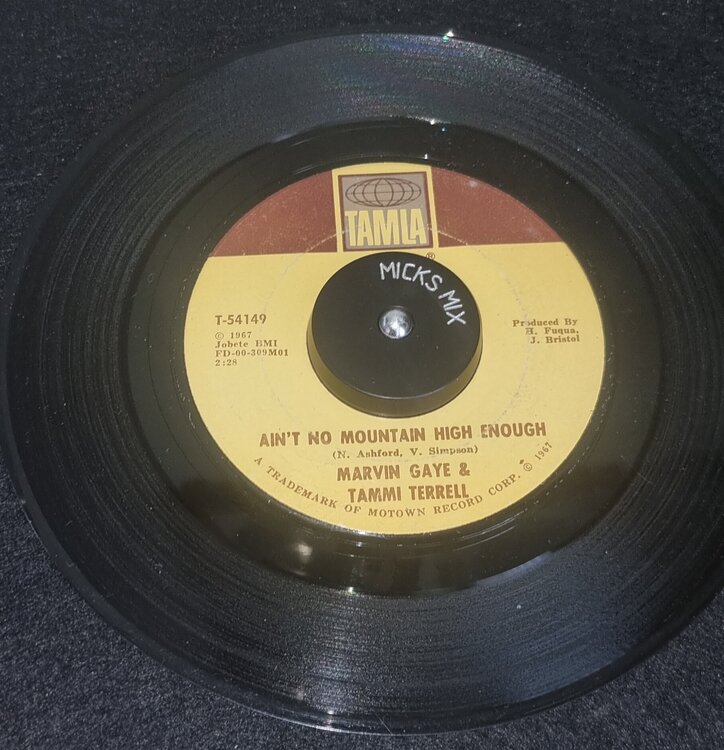 TAMLA
®
MICKS MIX
T-54149
© 1967
Jobete BMI
FD-00-309M01
2:28
Produced By
H. Fuqua,
J. Bristol
AIN'T NO MOUNTAIN HIGH ENOUGH
(N. Ashford, V. Simpson)
MARVIN GAYE &
TAMMI TERRELL
A TRADEMARK OF MOTOWN RECORD CORP. © 1967